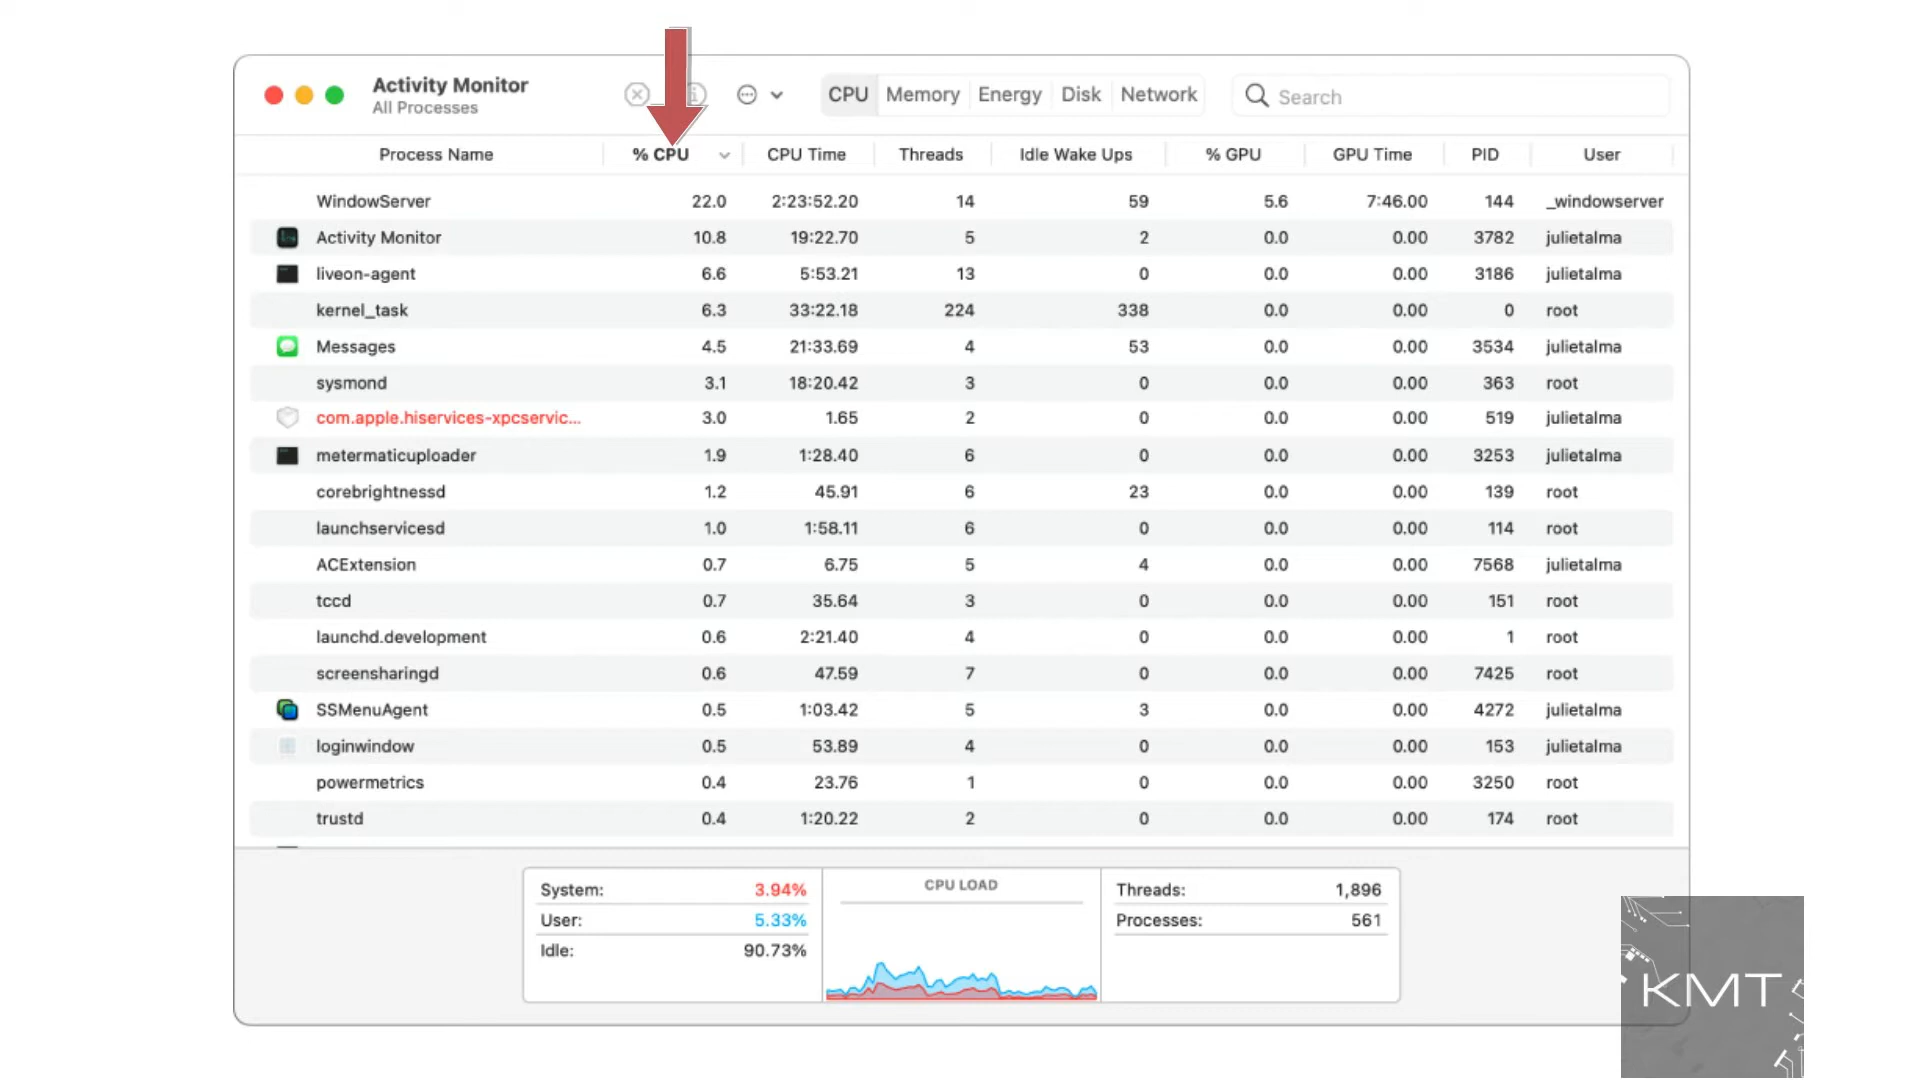 Activity Monitor
All Processes
CPU Memory Energy Disk Network
Search
Process Name % CPU CPU Time Threads Idle Wake Ups % GPU GPU Time PID User
WindowServer 22.0 2:23:52.20 14 59 5.6 7:46.00 144 _windowserver
Activity Monitor 10.8 19:22.70 5 2 0.0 0.00 3782 julietalma
liveon-agent 6.6 5:53.21 13 0 0.0 0.00 3186 julietalma
kernel_task 6.3 33:22.18 224 338 0.0 0.00 0 root
Messages 4.5 21:33.69 4 53 0.0 0.00 3534 julietalma
sysmond 3.1 18:20.42 3 0 0.0 0.00 363 root
com.apple.hiservices-xpcservic... 3.0 1.65 2 0 0.0 0.00 519 julietalma
metermaticuploader 1.9 1:28.40 6 0 0.0 0.00 3253 julietalma
corebrightnessd 1.2 45.91 6 23 0.0 0.00 139 root
launchservicesd 1.0 1:58.11 6 0 0.0 0.00 114 root
ACExtension 0.7 6.75 5 4 0.0 0.00 7568 julietalma
tccd 0.7 35.64 3 0 0.0 0.00 151 root
launchd.development 0.6 2:21.40 4 0 0.0 0.00 1 root
screensharingd 0.6 47.59 7 0 0.0 0.00 7425 root
SSMenuAgent 0.5 1:03.42 5 3 0.0 0.00 4272 julietalma
loginwindow 0.5 53.89 4 0 0.0 0.00 153 julietalma
powermetrics 0.4 23.76 1 0 0.0 0.00 3250 root
trustd 0.4 1:20.22 2 0 0.0 0.00 174 root
System: 3.94%
User: 5.33%
Idle: 90.73%
CPU LOAD
Threads: 1,896
Processes: 561
KMT